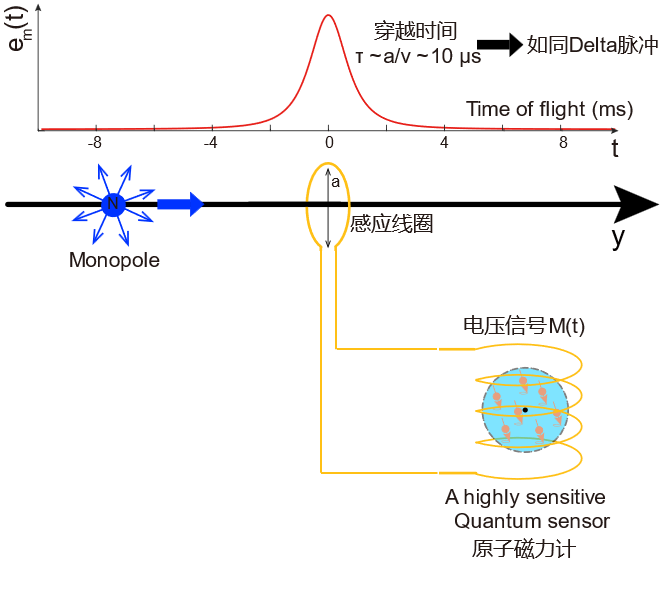 e_m(t)
穿越时间
τ ~a/v ~10 μs
如同Delta脉冲
Time of flight (ms)
-8 -4 0 4 8
t
N
a
感应线圈
y
Monopole
电压信号M(t)
A highly sensitive
Quantum sensor
原子磁力计